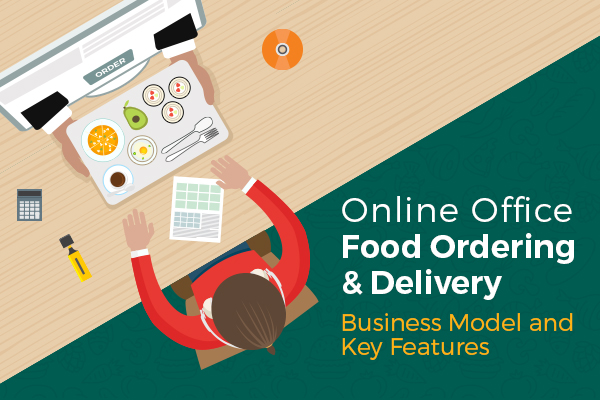 ORDER
Online Office
Food Ordering
& Delivery
Business Model and
Key Features